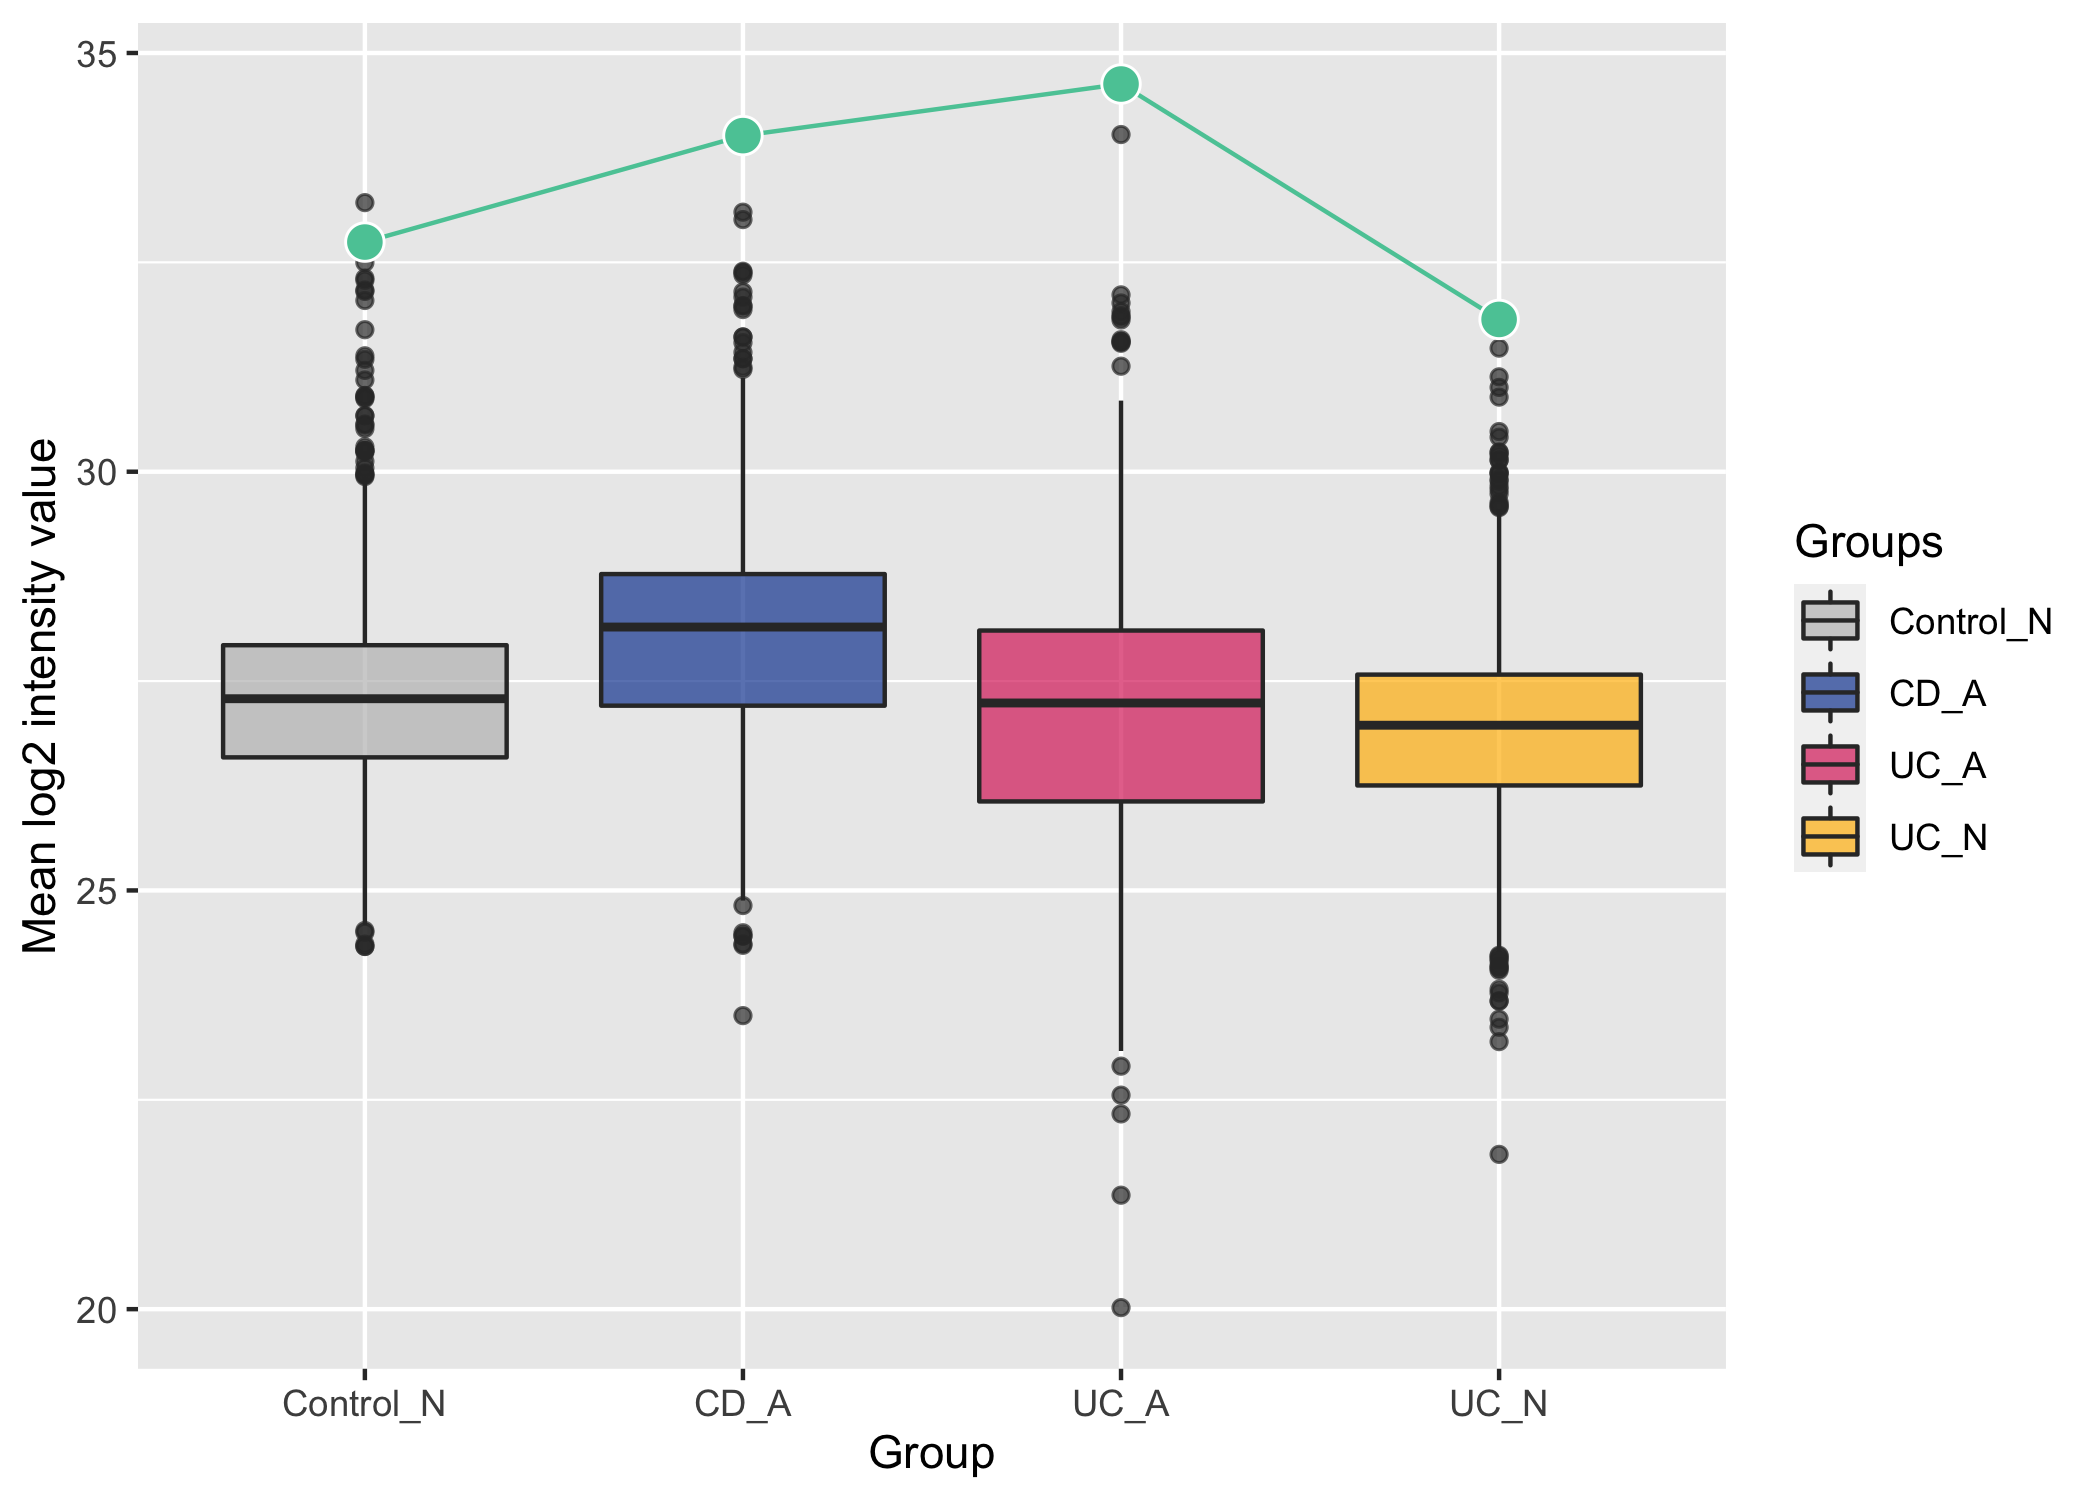 Mean log2 intensity value
35
30
25
20
Control_N
CD_A
UC_A
UC_N
Group
Groups
Control_N
CD_A
UC_A
UC_N